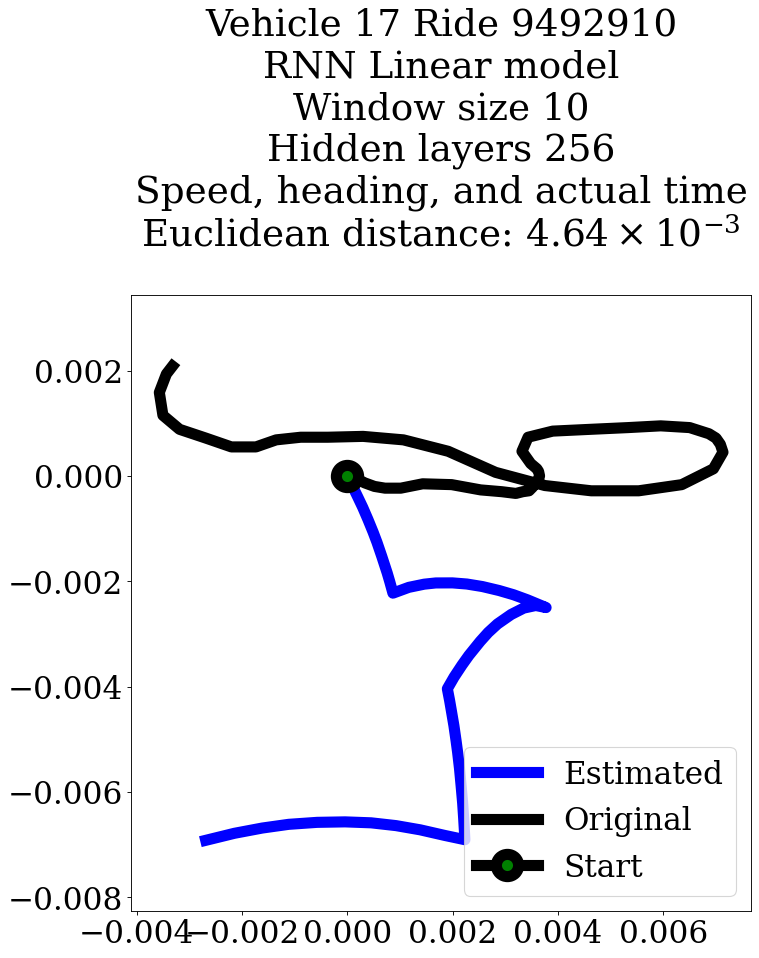 Vehicle 17 Ride 9492910
RNN Linear model
Window size 10
Hidden layers 256
Speed, heading, and actual time
Euclidean distance: 4.64 × 10⁻³
0.002
0.000
−0.002
−0.004
−0.006
−0.008
Estimated
Original
Start
−0.004 −0.002 0.000 0.002 0.004 0.006